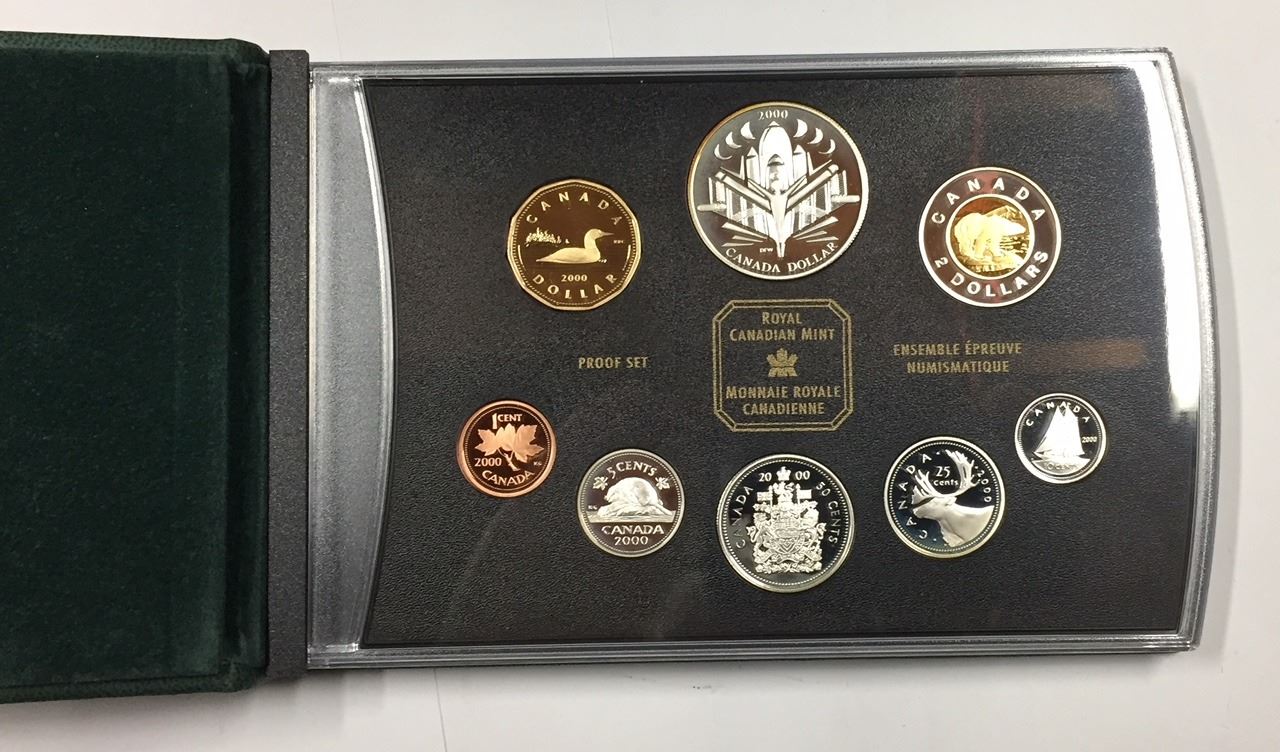 CANADA
2000
DOLLAR
2000
CANADA DOLLAR
CANADA
2 DOLLARS
PROOF SET
ROYAL
CANADIAN MINT
MONNAIE ROYALE
CANADIENNE
ENSEMBLE ÉPREUVE
NUMISMATIQUE
1 CENT
2000
CANADA
5 CENTS
CANADA
2000
20 00
CANADA 50 CENTS
CANADA
25
cents
2000
CANADA
2000
10 CENTS